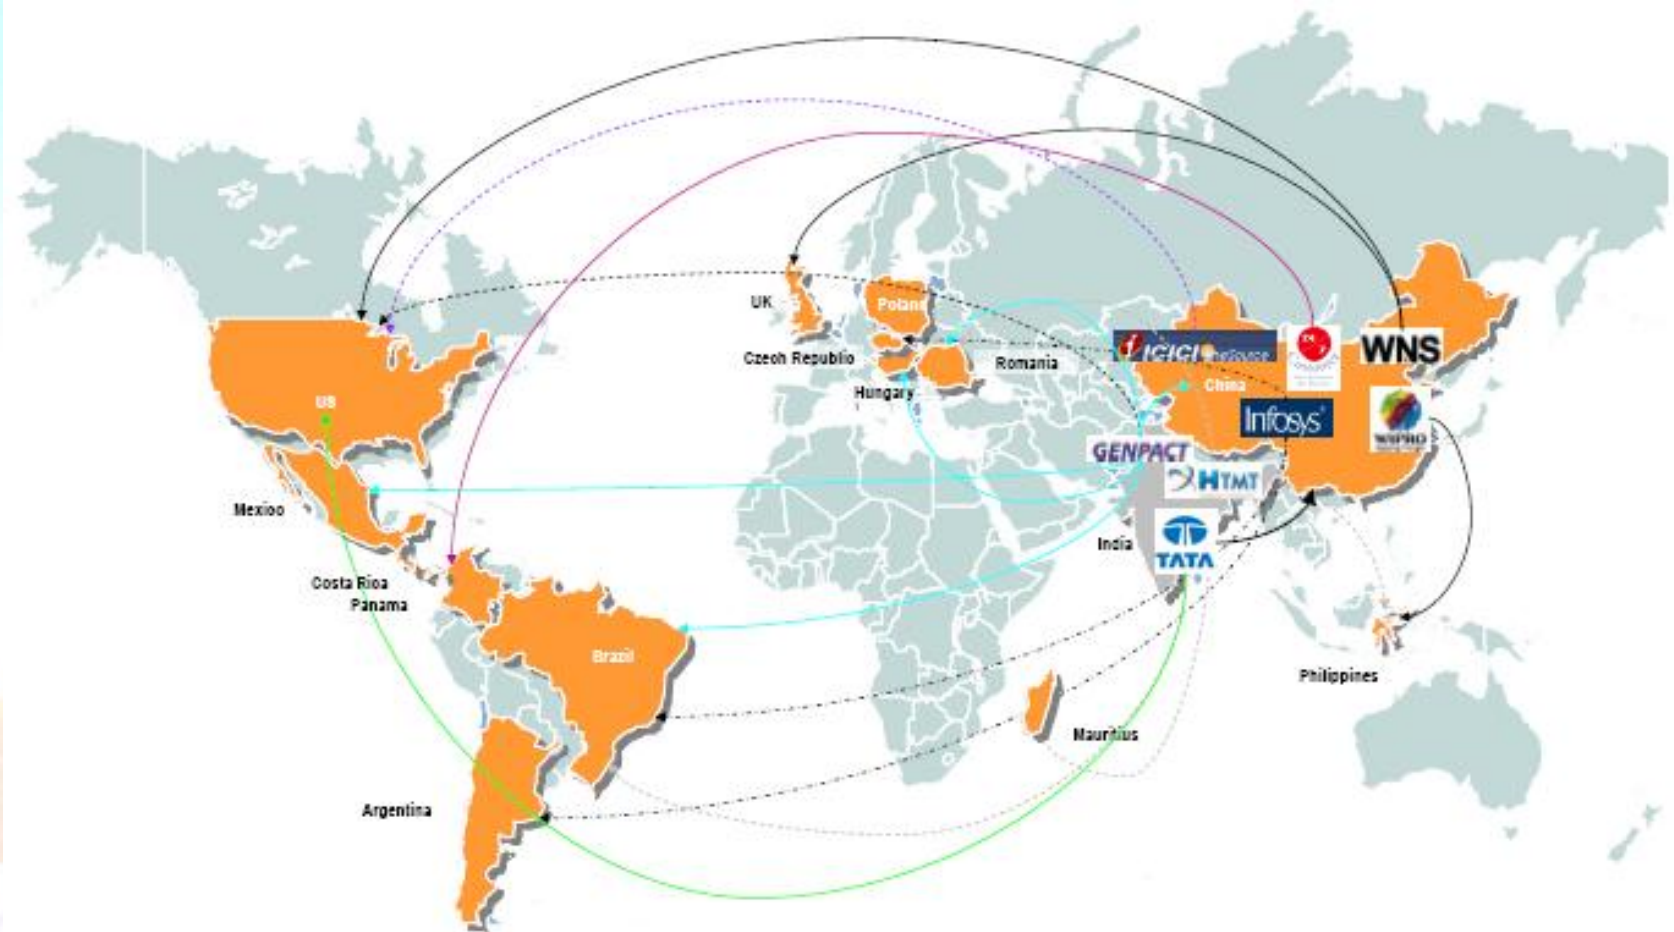 UK
Poland
Czech Republic
Romania
Hungary
ICICI OneSource
WNS
China
US
Infosys
WIPRO
GENPACT
HTMT
Mexico
India
TATA
Costa Rica
Panama
Brazil
Philippines
Mauritius
Argentina